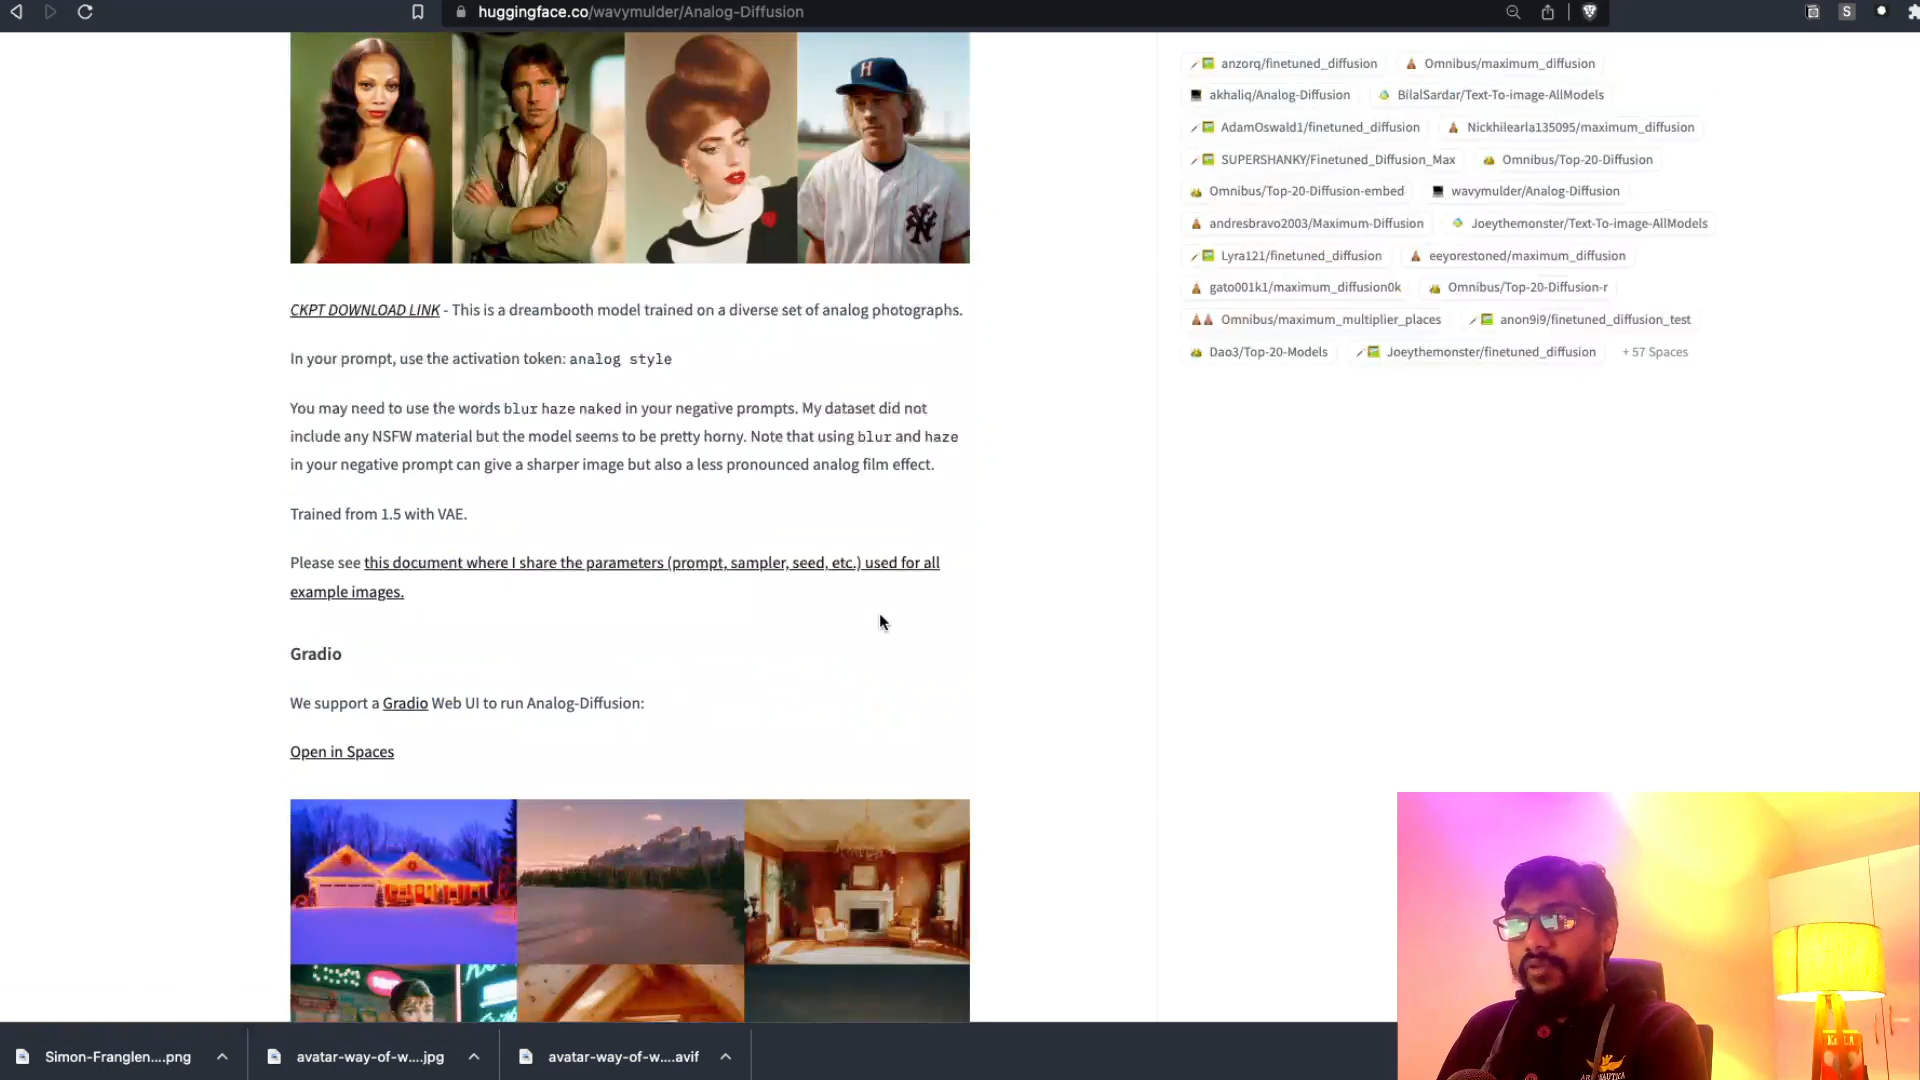 huggingface.co/wavymulder/Analog-Diffusion
S
H
NY
CKPT DOWNLOAD LINK - This is a dreambooth model trained on a diverse set of analog photographs.
In your prompt, use the activation token: analog style
You may need to use the words blur haze naked in your negative prompts. My dataset did not
include any NSFW material but the model seems to be pretty horny. Note that using blur and haze
in your negative prompt can give a sharper image but also a less pronounced analog film effect.
Trained from 1.5 with VAE.
Please see this document where I share the parameters (prompt, sampler, seed, etc.) used for all
example images.
Gradio
We support a Gradio Web UI to run Analog-Diffusion:
Open in Spaces
anzorq/finetuned_diffusion Omnibus/maximum_diffusion
akhaliq/Analog-Diffusion BilalSardar/Text-To-image-AllModels
AdamOswald1/finetuned_diffusion Nickhilearla135095/maximum_diffusion
SUPERSHANKY/Finetuned_Diffusion_Max Omnibus/Top-20-Diffusion
Omnibus/Top-20-Diffusion-embed wavymulder/Analog-Diffusion
andresbravo2003/Maximum-Diffusion Joeythemonster/Text-To-image-AllModels
Lyra121/finetuned_diffusion eeyorestoned/maximum_diffusion
gato001k1/maximum_diffusion0k Omnibus/Top-20-Diffusion-r
Omnibus/maximum_multiplier_places anon9i9/finetuned_diffusion_test
Dao3/Top-20-Models Joeythemonster/finetuned_diffusion + 57 Spaces
Simon-Franglen....png avatar-way-of-w....jpg avatar-way-of-w....avif